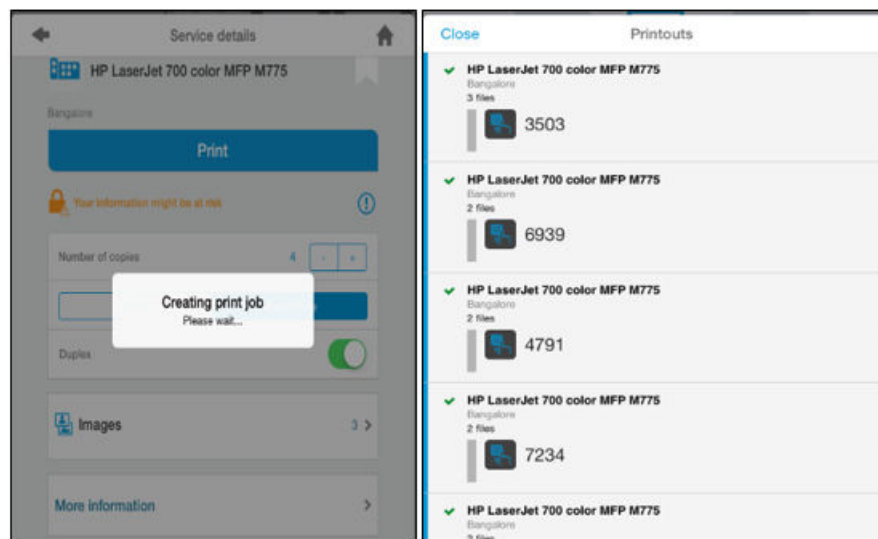 Service details
HP LaserJet 700 color MFP M775
Bangalore
Print
Your information might be at risk
Number of copies 4 - +
Creating print job
Please wait...
Duplex
Images 3
More information
Close Printouts
HP LaserJet 700 color MFP M775
Bangalore
3 files
3503
HP LaserJet 700 color MFP M775
Bangalore
2 files
6939
HP LaserJet 700 color MFP M775
Bangalore
2 files
4791
HP LaserJet 700 color MFP M775
Bangalore
2 files
7234
HP LaserJet 700 color MFP M775
Bangalore
files